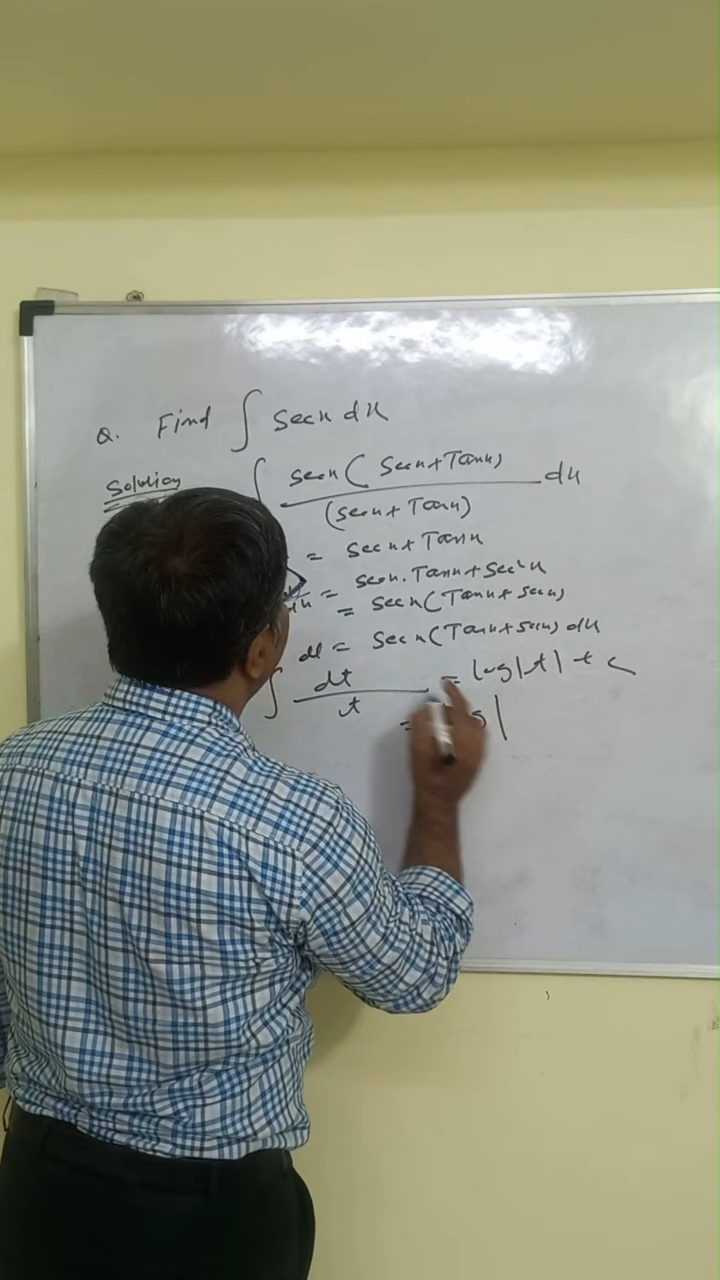 Q. Find ∫ secx dx
Solution ∫ secx ( secx + Tanx) / (secx + Tanx) dx
= secx + Tanx
dx = secx. Tanx + Sec²x
= secx (Tanx + secx)
dt = Secx (Tanx + secx) dx
∫ dt / t = log|t| + c
= |